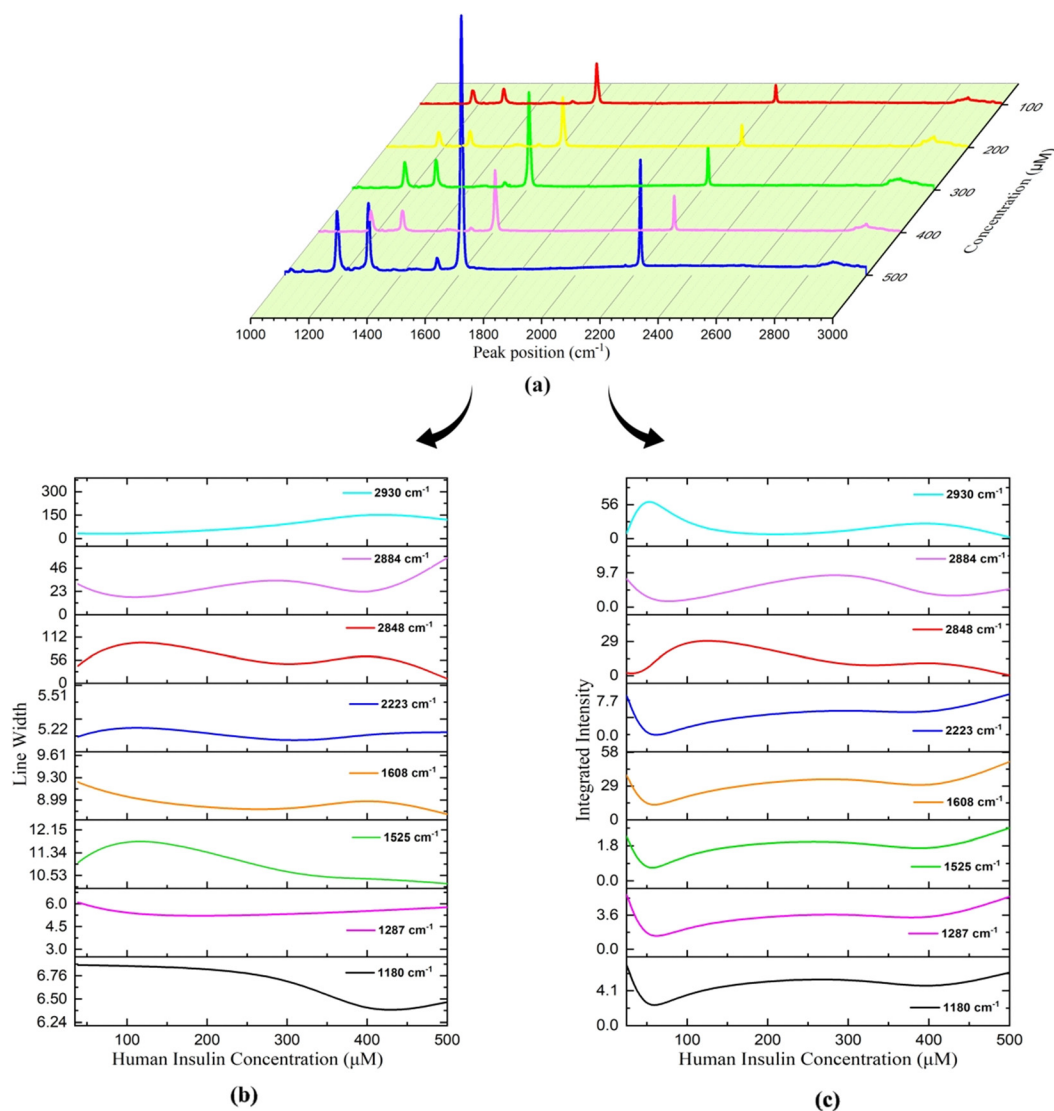 100
200
300
400
500
Concentration (µM)
1000 1200 1400 1600 1800 2000 2200 2400 2600 2800 3000
Peak position (cm⁻¹)
(a)
300
150
0
2930 cm⁻¹
46
23
0
2884 cm⁻¹
112
56
0
2848 cm⁻¹
5.51
5.22
2223 cm⁻¹
9.61
9.30
8.99
1608 cm⁻¹
12.15
11.34
10.53
1525 cm⁻¹
6.0
4.5
3.0
1287 cm⁻¹
6.76
6.50
6.24
1180 cm⁻¹
Line Width
100 200 300 400 500
Human Insulin Concentration (µM)
(b)
56
0
2930 cm⁻¹
9.7
0.0
2884 cm⁻¹
29
0
2848 cm⁻¹
7.7
0.0
2223 cm⁻¹
58
29
0
1608 cm⁻¹
1.8
0.0
1525 cm⁻¹
3.6
0.0
1287 cm⁻¹
4.1
0.0
1180 cm⁻¹
Integrated Intensity
100 200 300 400 500
Human Insulin Concentration (µM)
(c)